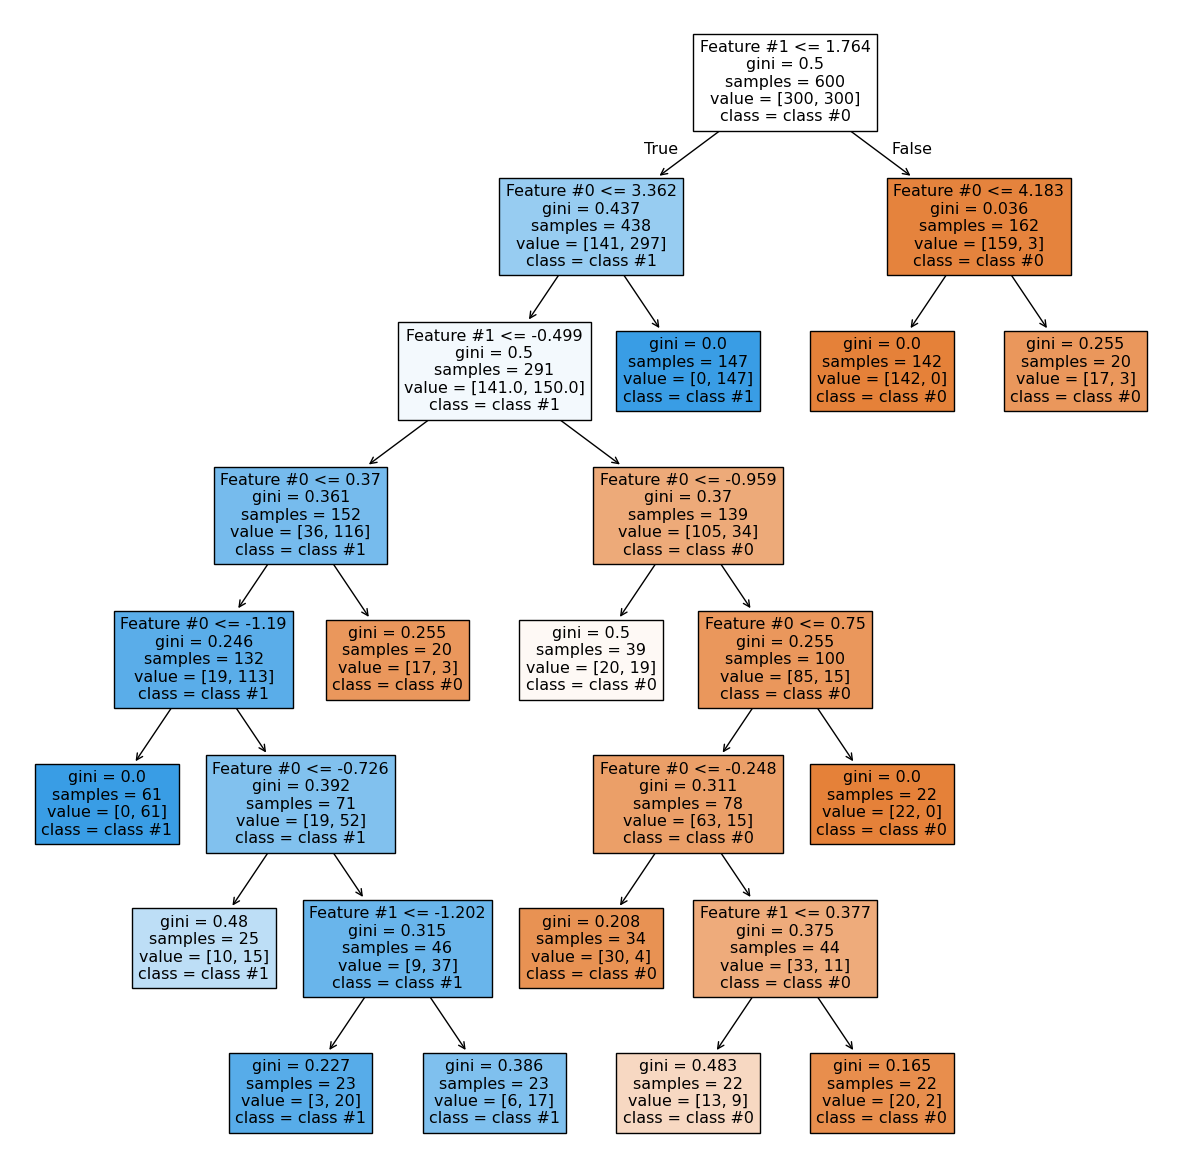 Feature #1 <= 1.764
gini = 0.5
samples = 600
value = [300, 300]
class = class #0
True
False
Feature #0 <= 3.362
gini = 0.437
samples = 438
value = [141, 297]
class = class #1
Feature #0 <= 4.183
gini = 0.036
samples = 162
value = [159, 3]
class = class #0
Feature #1 <= -0.499
gini = 0.5
samples = 291
value = [141.0, 150.0]
class = class #1
gini = 0.0
samples = 147
value = [0, 147]
class = class #1
gini = 0.0
samples = 142
value = [142, 0]
class = class #0
gini = 0.255
samples = 20
value = [17, 3]
class = class #0
Feature #0 <= 0.37
gini = 0.361
samples = 152
value = [36, 116]
class = class #1
Feature #0 <= -0.959
gini = 0.37
samples = 139
value = [105, 34]
class = class #0
Feature #0 <= -1.19
gini = 0.246
samples = 132
value = [19, 113]
class = class #1
gini = 0.255
samples = 20
value = [17, 3]
class = class #0
gini = 0.5
samples = 39
value = [20, 19]
class = class #0
Feature #0 <= 0.75
gini = 0.255
samples = 100
value = [85, 15]
class = class #0
gini = 0.0
samples = 61
value = [0, 61]
class = class #1
Feature #0 <= -0.726
gini = 0.392
samples = 71
value = [19, 52]
class = class #1
Feature #0 <= -0.248
gini = 0.311
samples = 78
value = [63, 15]
class = class #0
gini = 0.0
samples = 22
value = [22, 0]
class = class #0
gini = 0.48
samples = 25
value = [10, 15]
class = class #1
Feature #1 <= -1.202
gini = 0.315
samples = 46
value = [9, 37]
class = class #1
gini = 0.208
samples = 34
value = [30, 4]
class = class #0
Feature #1 <= 0.377
gini = 0.375
samples = 44
value = [33, 11]
class = class #0
gini = 0.227
samples = 23
value = [3, 20]
class = class #1
gini = 0.386
samples = 23
value = [6, 17]
class = class #1
gini = 0.483
samples = 22
value = [13, 9]
class = class #0
gini = 0.165
samples = 22
value = [20, 2]
class = class #0